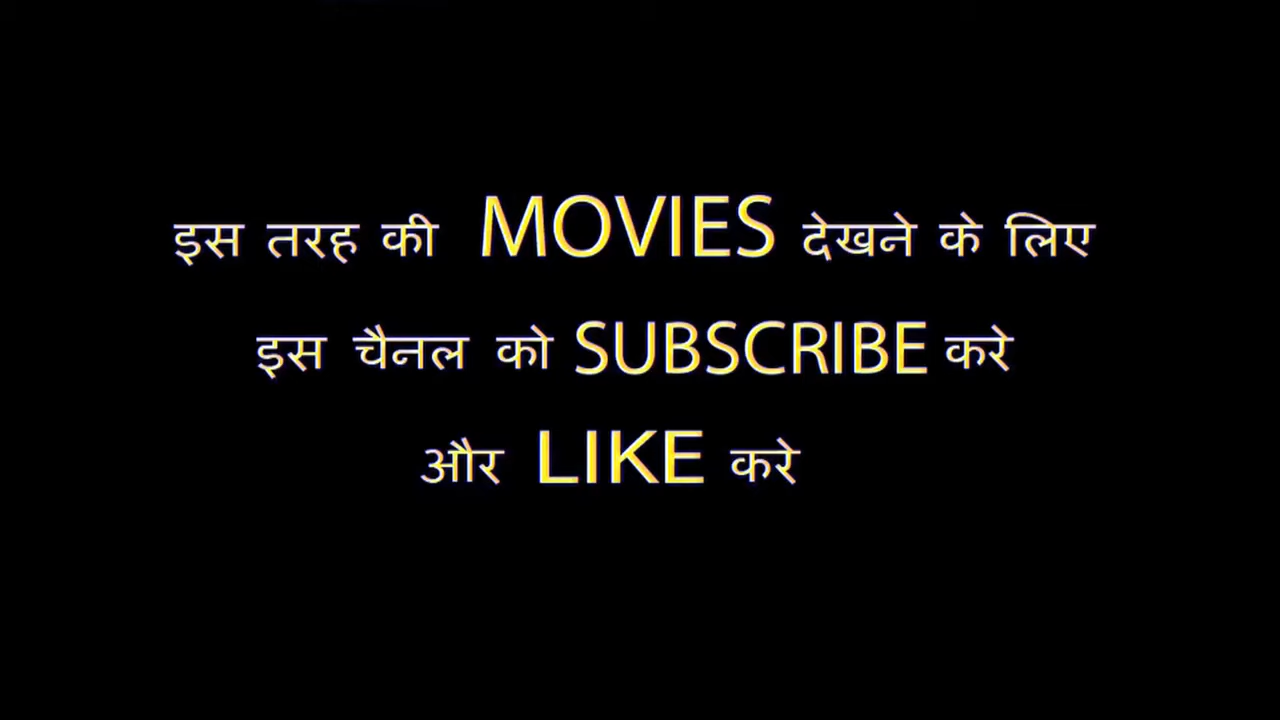 इस तरह की MOVIES देखने के लिए
इस चैनल को SUBSCRIBE करे
और LIKE करे